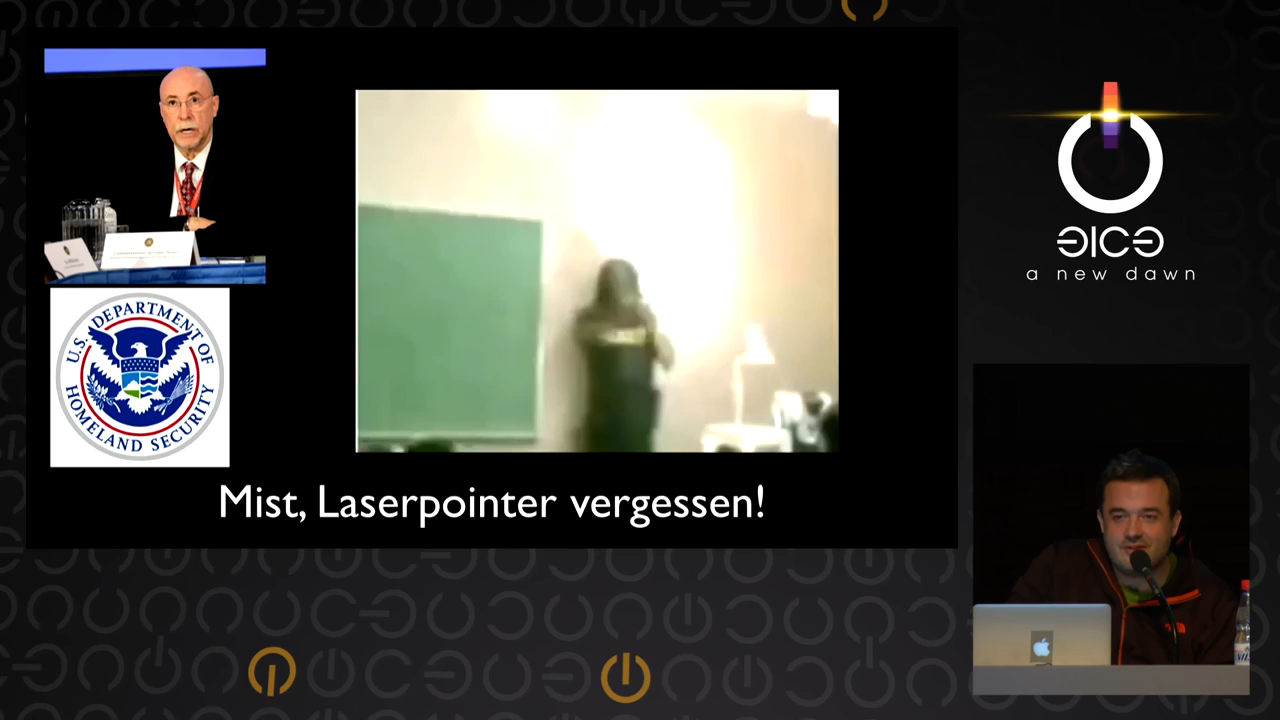 U.S. DEPARTMENT OF
HOMELAND SECURITY
Mist, Laserpointer vergessen!
a new dawn